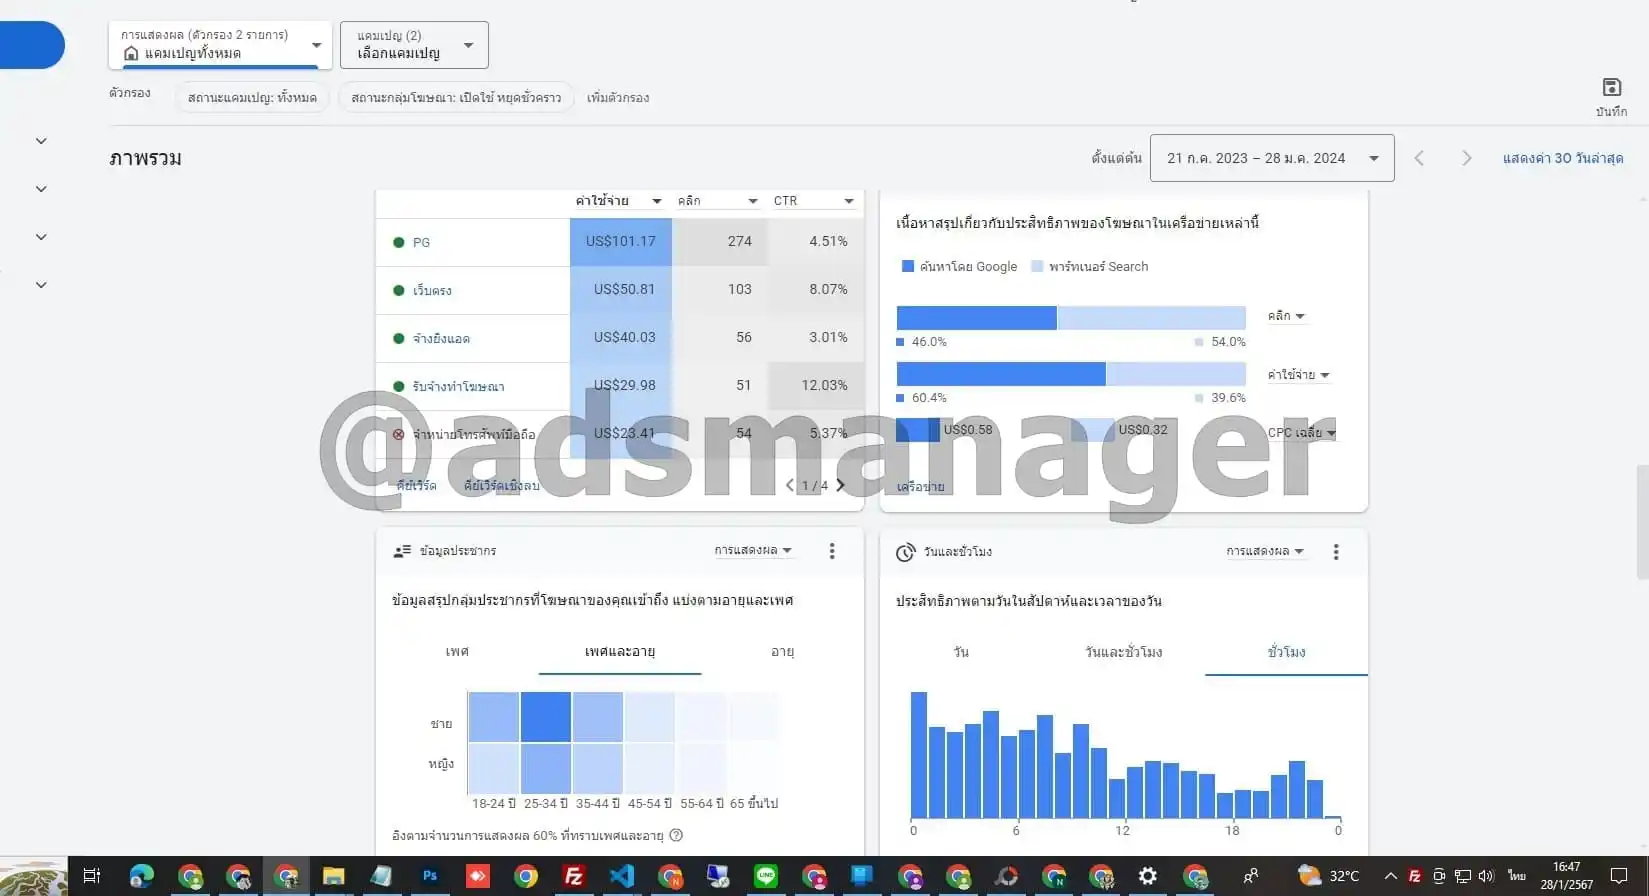 การแสดงผล (ตัวกรอง 2 รายการ)
แคมเปญทั้งหมด
แคมเปญ (2)
เลือกแคมเปญ
ตัวกรอง
สถานะแคมเปญ: ทั้งหมด
สถานะกลุ่มโฆษณา: เปิดใช้ หยุดชั่วคราว
เพิ่มตัวกรอง
บันทึก
ภาพรวม
ตั้งแต่ต้น
21 ก.ค. 2023 – 28 ม.ค. 2024
แสดงค่า 30 วันล่าสุด
ค่าใช้จ่าย คลิก CTR
PG US$101.17 274 4.51%
เว็บตรง US$50.81 103 8.07%
จ้างยิงแอด US$40.03 56 3.01%
รับจ้างทำโฆษณา US$29.98 51 12.03%
จำหน่ายโทรศัพท์มือถือ US$23.41 54 5.37%
คีย์เวิร์ด คีย์เวิร์ดเชิงลบ 1 / 4
เนื้อหาสรุปเกี่ยวกับประสิทธิภาพของโฆษณาในเครือข่ายเหล่านี้
ค้นหาโดย Google พาร์ทเนอร์ Search
คลิก
46.0% 54.0%
ค่าใช้จ่าย
60.4% 39.6%
US$0.58 US$0.32 CPC เฉลี่ย
เครือข่าย
@adsmanager
ข้อมูลประชากร การแสดงผล
ข้อมูลสรุปกลุ่มประชากรที่โฆษณาของคุณเข้าถึง แบ่งตามอายุและเพศ
เพศ เพศและอายุ อายุ
ชาย
หญิง
18-24 ปี 25-34 ปี 35-44 ปี 45-54 ปี 55-64 ปี 65 ขึ้นไป
อิงตามจำนวนการแสดงผล 60% ที่ทราบเพศและอายุ
วันและชั่วโมง การแสดงผล
ประสิทธิภาพตามวันในสัปดาห์และเวลาของวัน
วัน วันและชั่วโมง ชั่วโมง
0 6 12 18 0
32°C
ไทย
16:47
28/1/2567